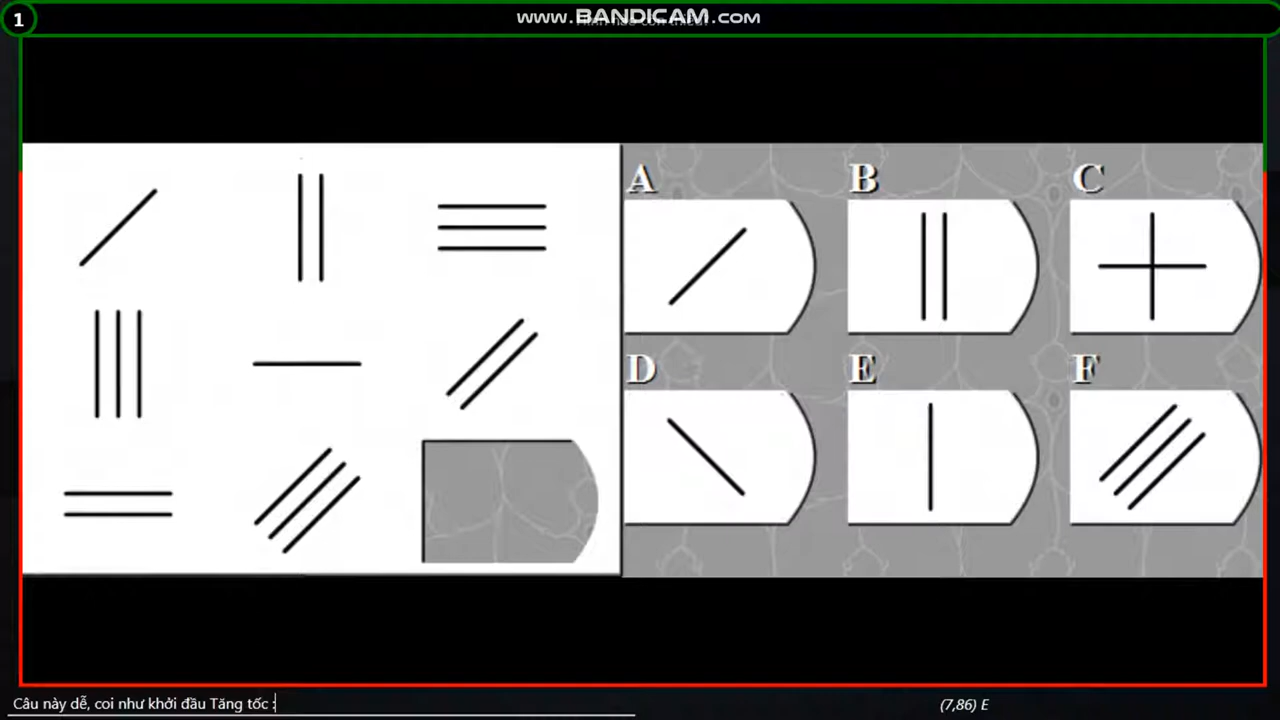 1
WWW.BANDICAM.COM
A
B
C
D
E
F
Câu này dễ, coi như khởi đầu Tăng tốc :
(7,86) E